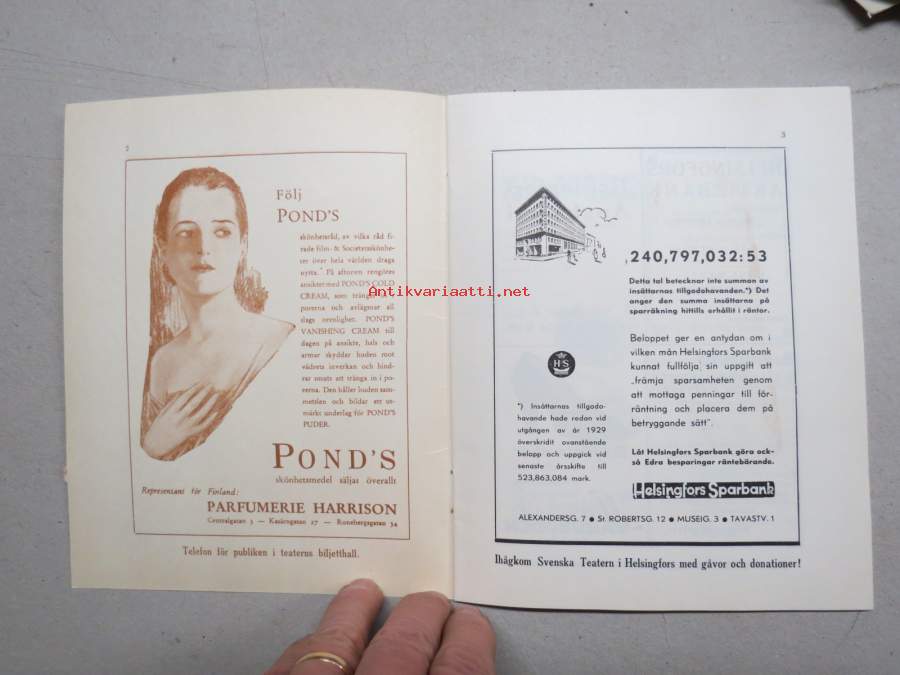 2
Följ
POND'S
skönhetsråd, av vilka råd fi-
rade film- & Societetsskönhe-
ter över hela världen draga
nytta. På aftonen rengöres
ansiktet med POND'S COLD
CREAM, som tränger
porerna och avlägsnar all
slags orenlighet. POND'S
VANISHING CREAM till
dagen på ansikte, hals och
armar skyddar huden mot
vädrets inverkan och hind-
rar smuts att tränga in i po-
rerna. Den håller huden sam-
metslen och bildar ett ut-
märkt underlag för POND'S
PUDER.
POND'S
skönhetsmedel säljas överallt
Representant för Finland:
PARFUMERIE HARRISON
Centralgatan 3 — Kasärngatan 27 — Runebergsgatan 34
Telefon för publiken i teaterns biljetthall.
Antikvariaatti.net
3
240,797,032:53
Detta tal betecknar inte summan av
insättarnas tillgodohavanden.*) Det
anger den summa insättarna på
sparräkning hittills erhållit i räntor.
Beloppet ger en antydan om i
vilken mån Helsingfors Sparbank
kunnat fullfölja sin uppgift att
„främja sparsamheten genom
att mottaga penningar till för-
räntning och placera dem på
betryggande sätt”.
HS
*) Insättarnas tillgodo-
havande hade redan vid
utgången av år 1929
överskridit ovanstående
belopp och uppgick vid
senaste årsskifte till
523,863,084 mark.
Låt Helsingfors Sparbank göra ock-
så Edra besparingar räntebärande.
Helsingfors Sparbank
ALEXANDERSG. 7 • St. ROBERTSG. 12 • MUSEIG. 3 • TAVASTV. 1
Ihågkom Svenska Teatern i Helsingfors med gåvor och donationer!